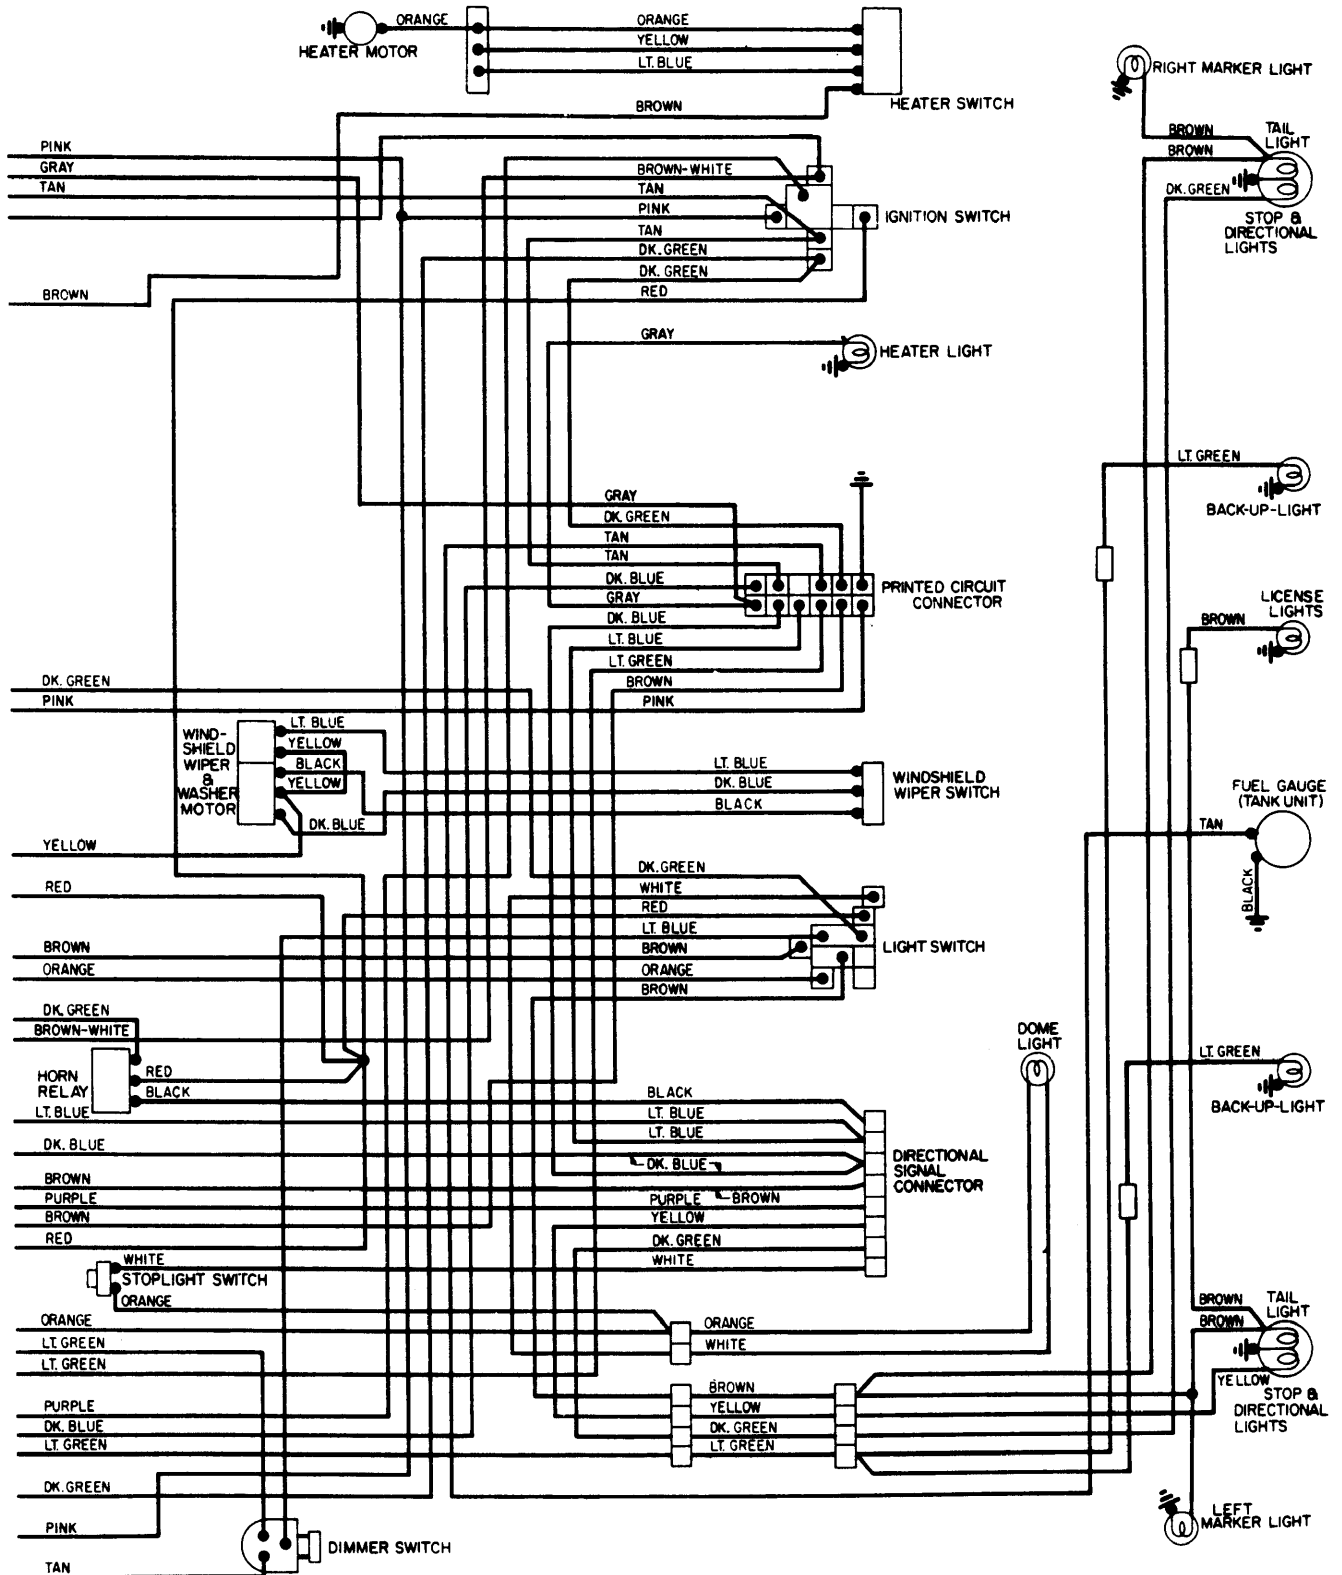 ORANGE
HEATER MOTOR
ORANGE
YELLOW
LT. BLUE
BROWN
HEATER SWITCH
RIGHT MARKER LIGHT
BROWN
BROWN
TAIL
LIGHT
DK. GREEN
STOP &
DIRECTIONAL
LIGHTS
PINK
GRAY
TAN
BROWN
BROWN-WHITE
TAN
PINK
TAN
DK. GREEN
DK. GREEN
RED
IGNITION SWITCH
GRAY
HEATER LIGHT
LT. GREEN
BACK-UP-LIGHT
GRAY
DK. GREEN
TAN
TAN
DK. BLUE
GRAY
DK. BLUE
LT. BLUE
LT. GREEN
BROWN
PINK
PRINTED CIRCUIT
CONNECTOR
LICENSE
LIGHTS
BROWN
DK. GREEN
PINK
WIND-
SHIELD
WIPER
&
WASHER
MOTOR
LT. BLUE
YELLOW
BLACK
YELLOW
DK. BLUE
LT. BLUE
DK. BLUE
BLACK
WINDSHIELD
WIPER SWITCH
FUEL GAUGE
(TANK UNIT)
TAN
BLACK
YELLOW
RED
BROWN
ORANGE
DK. GREEN
WHITE
RED
LT. BLUE
BROWN
ORANGE
BROWN
LIGHT SWITCH
DK. GREEN
BROWN-WHITE
HORN
RELAY
RED
BLACK
DOME
LIGHT
LT. GREEN
BACK-UP-LIGHT
LT. BLUE
DK. BLUE
BROWN
PURPLE
BROWN
RED
BLACK
LT. BLUE
LT. BLUE
DK. BLUE
PURPLE
BROWN
YELLOW
DK. GREEN
WHITE
DIRECTIONAL
SIGNAL
CONNECTOR
WHITE
STOPLIGHT SWITCH
ORANGE
ORANGE
LT. GREEN
LT. GREEN
ORANGE
WHITE
BROWN
TAIL
LIGHT
BROWN
YELLOW
STOP &
DIRECTIONAL
LIGHTS
PURPLE
DK. BLUE
LT. GREEN
BROWN
YELLOW
DK. GREEN
LT. GREEN
DK. GREEN
PINK
TAN
DIMMER SWITCH
LEFT
MARKER LIGHT